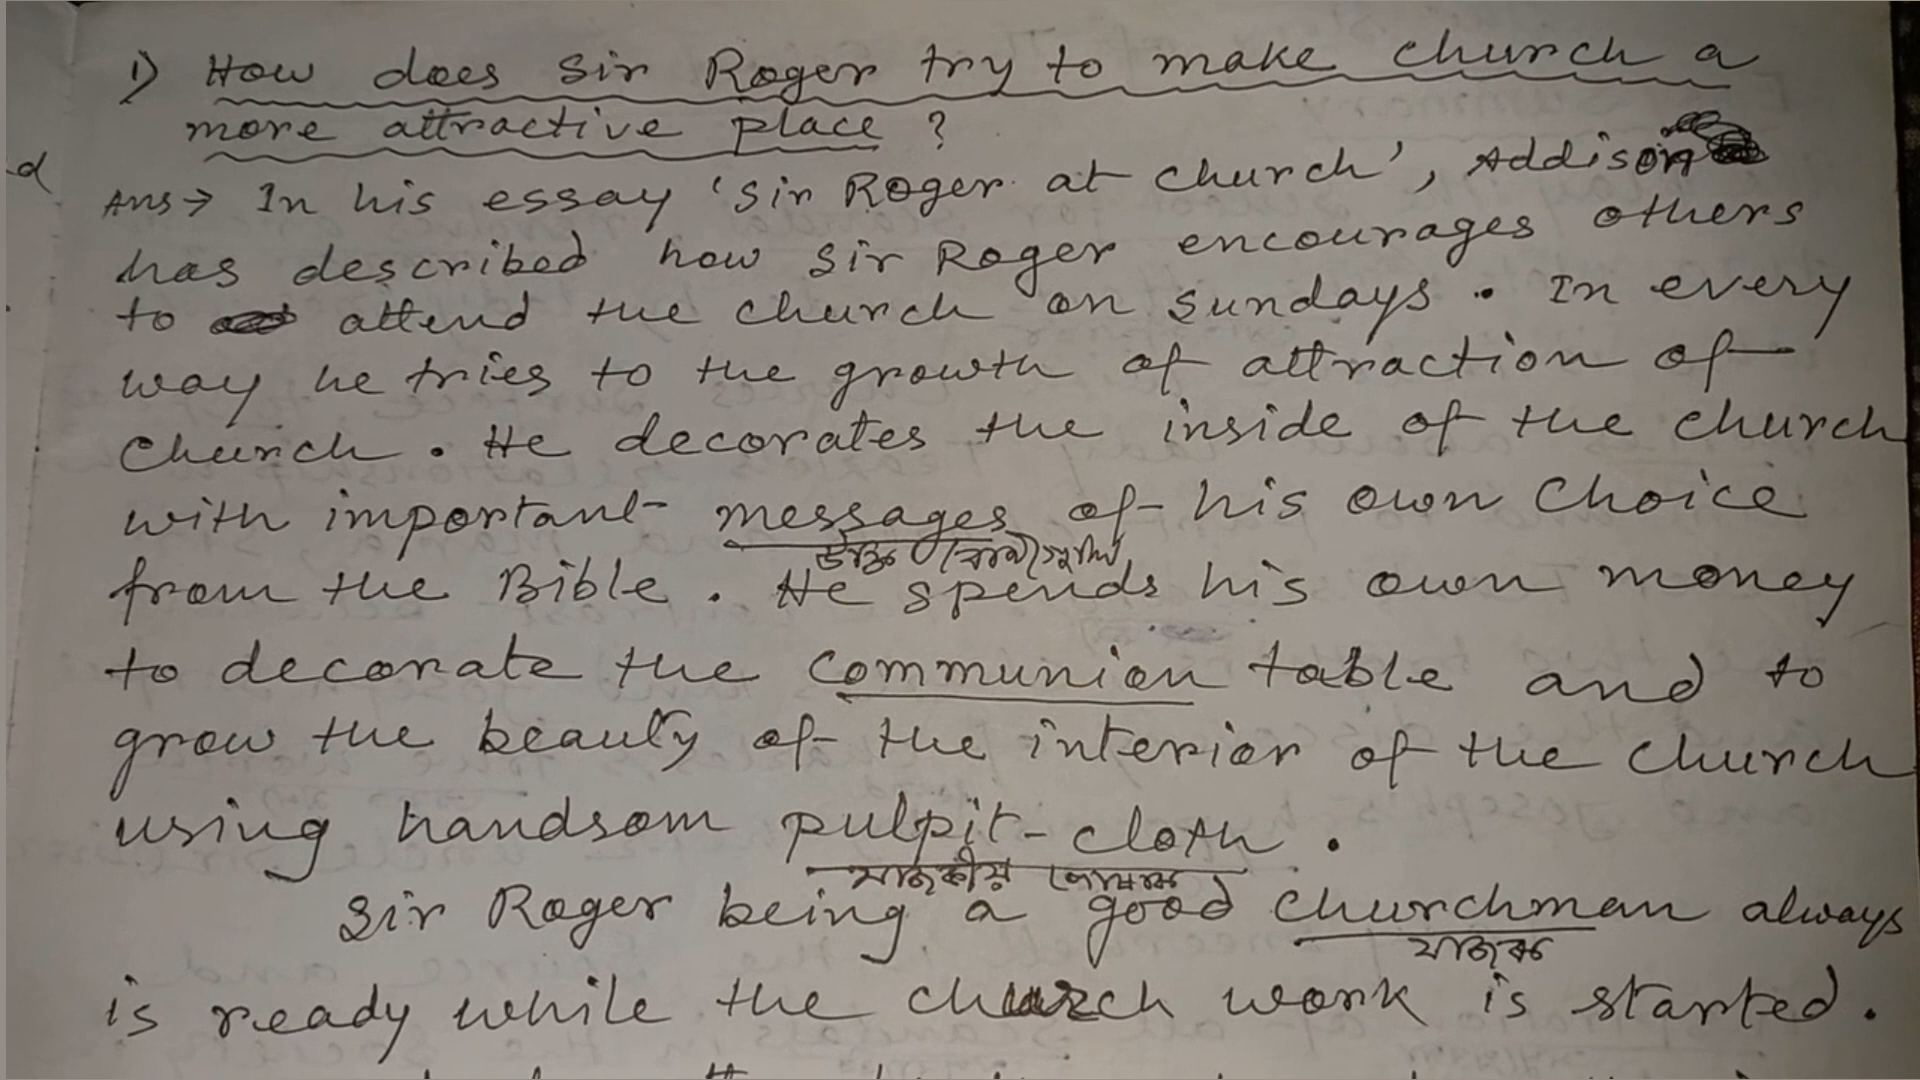 1) How does Sir Roger try to make church a
more attractive place ?
Ans→ In his essay 'Sir Roger at church', Addison
has described how Sir Roger encourages others
to attend the church on Sundays. In every
way he tries to the growth of attraction of
church. He decorates the inside of the church
with important messages of his own choice
from the Bible. He spends his own money
to decorate the communion table and to
grow the beauty of the interior of the church
using handsom pulpit-cloth.
যাজকীয় পোষাক
Sir Roger being a good churchman always
যাজক
is ready while the church work is started.